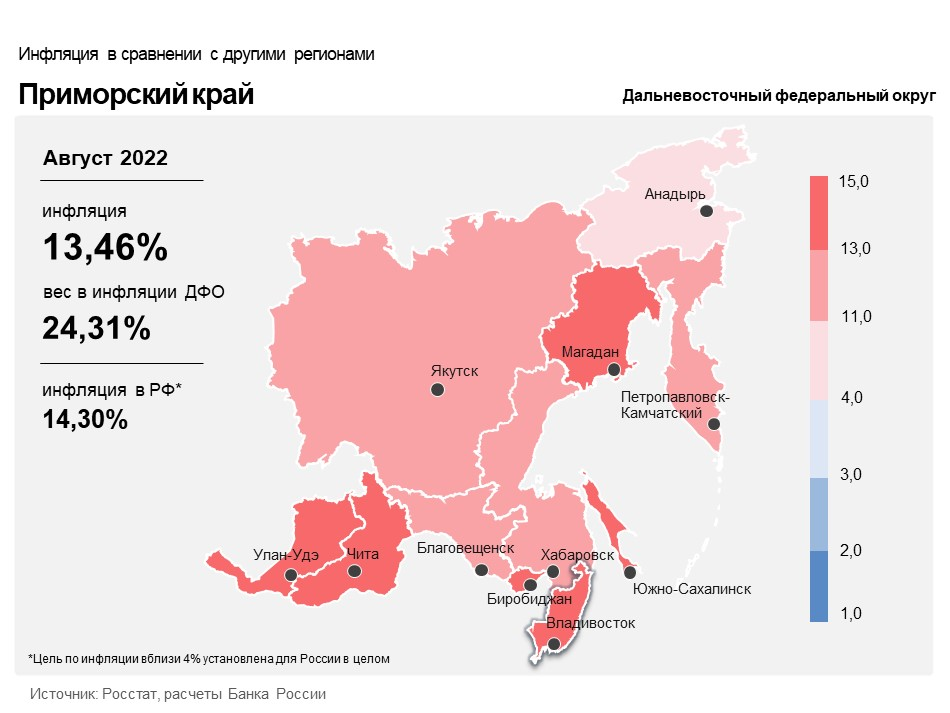 Инфляция в сравнении с другими регионами
Приморский край
Дальневосточный федеральный округ
Август 2022
инфляция
13,46%
вес в инфляции ДФО
24,31%
инфляция в РФ*
14,30%
Анадырь
Магадан
Якутск
Петропавловск-
Камчатский
Улан-Удэ
Чита
Благовещенск
Хабаровск
Биробиджан
Южно-Сахалинск
Владивосток
15,0
13,0
11,0
4,0
3,0
2,0
1,0
*Цель по инфляции вблизи 4% установлена для России в целом
Источник: Росстат, расчеты Банка России